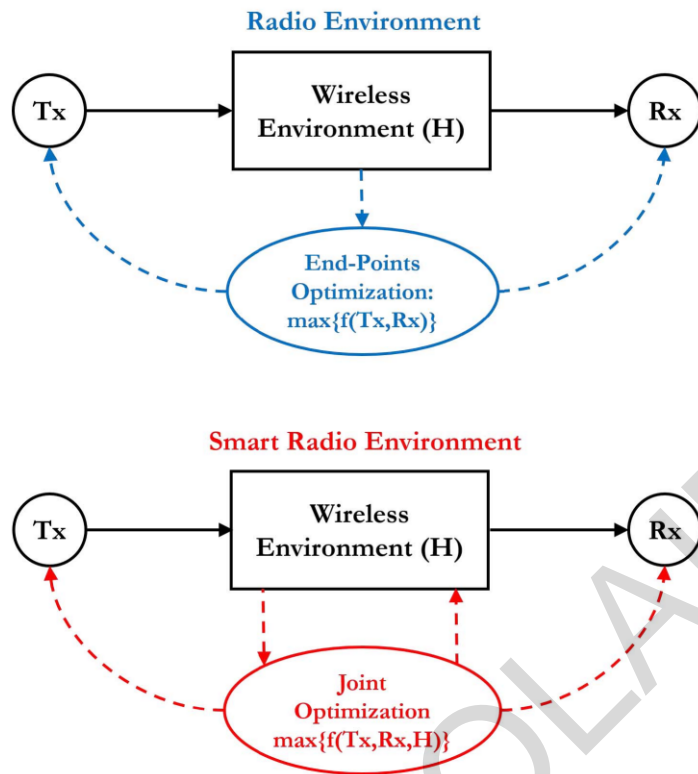 Radio Environment
Tx
Wireless
Environment (H)
Rx
End-Points
Optimization:
max{f(Tx,Rx)}
Smart Radio Environment
Tx
Wireless
Environment (H)
Rx
Joint
Optimization
max{f(Tx,Rx,H)}